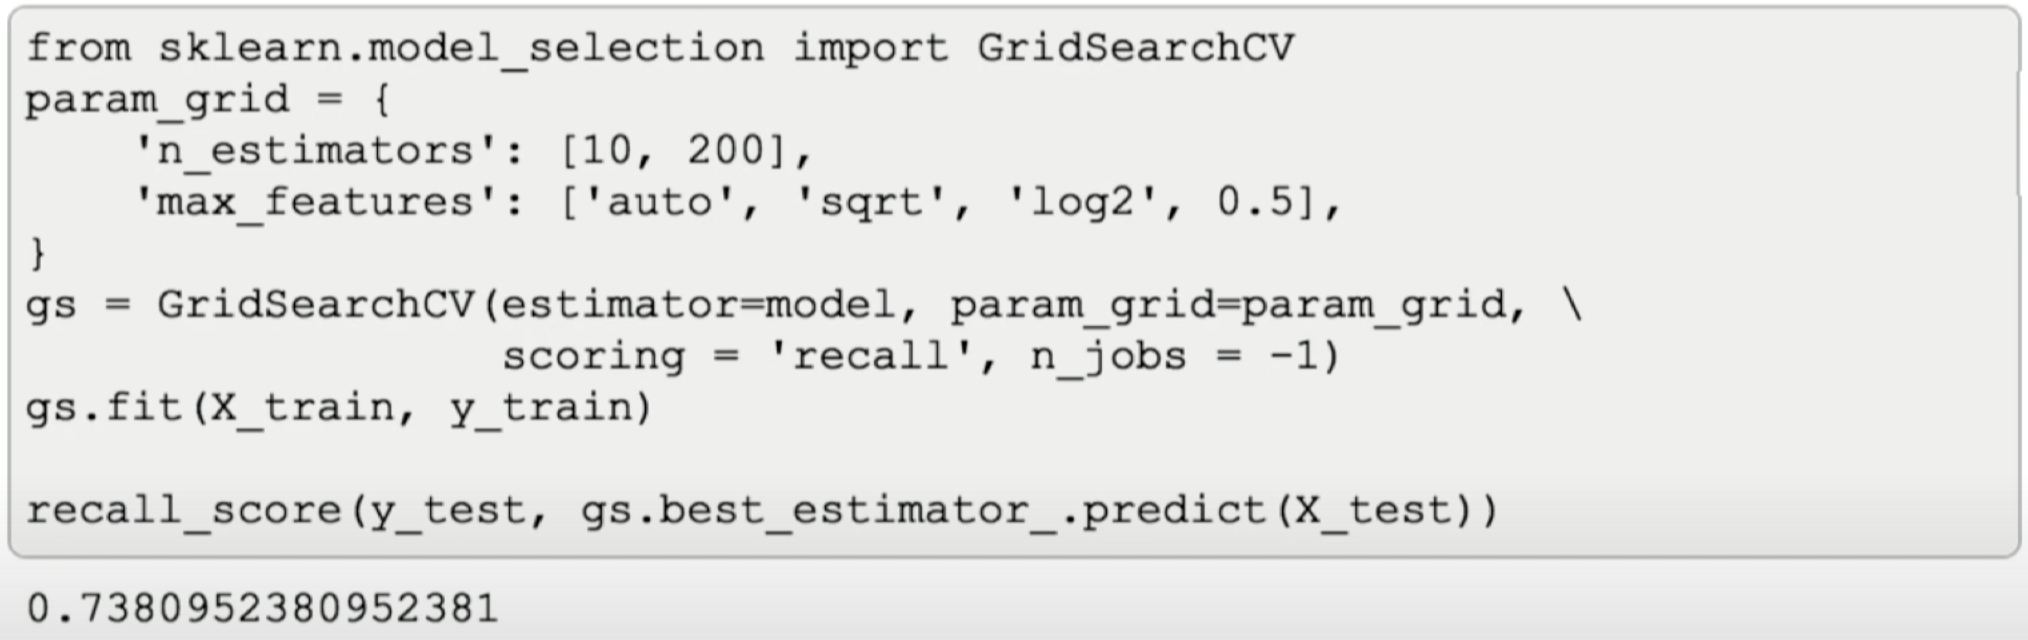 from sklearn.model_selection import GridSearchCV
param_grid = {
    'n_estimators': [10, 200],
    'max_features': ['auto', 'sqrt', 'log2', 0.5],
}
gs = GridSearchCV(estimator=model, param_grid=param_grid, \
                  scoring = 'recall', n_jobs = -1)
gs.fit(X_train, y_train)

recall_score(y_test, gs.best_estimator_.predict(X_test))
0.7380952380952381